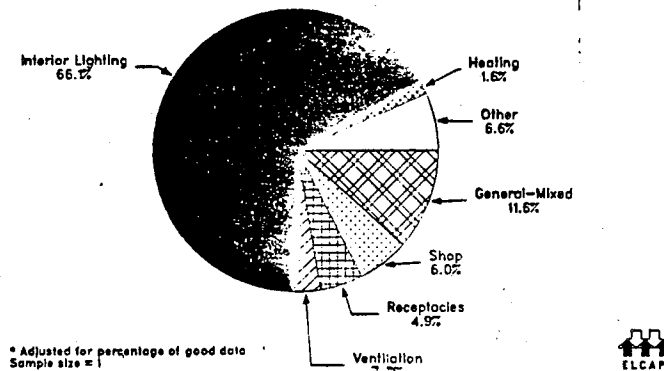 Interior Lighting
66.1%
Heating
1.6%
Other
6.6%
General-Mixed
11.6%
Shop
6.0%
Receptacles
4.9%
Ventilation
* Adjusted for percentage of good data
Sample size = 1
ELCAP